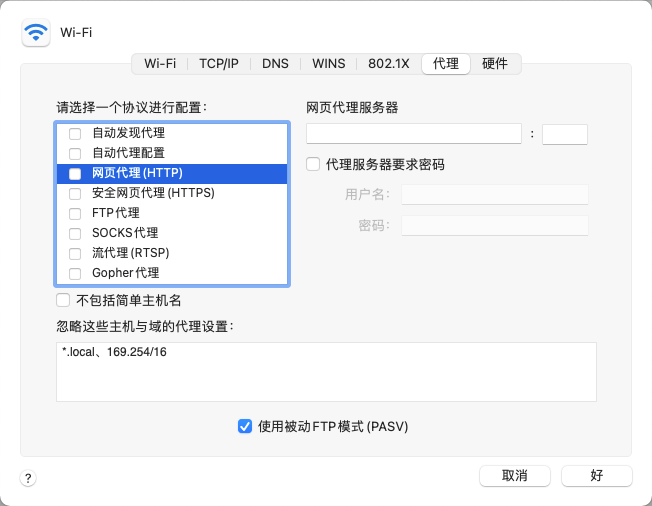 Wi-Fi
Wi-Fi TCP/IP DNS WINS 802.1X 代理 硬件
请选择一个协议进行配置：
自动发现代理
自动代理配置
网页代理(HTTP)
安全网页代理(HTTPS)
FTP代理
SOCKS代理
流代理(RTSP)
Gopher代理
网页代理服务器
:
代理服务器要求密码
用户名：
密码：
不包括简单主机名
忽略这些主机与域的代理设置：
*.local、169.254/16
使用被动FTP模式(PASV)
?
取消
好